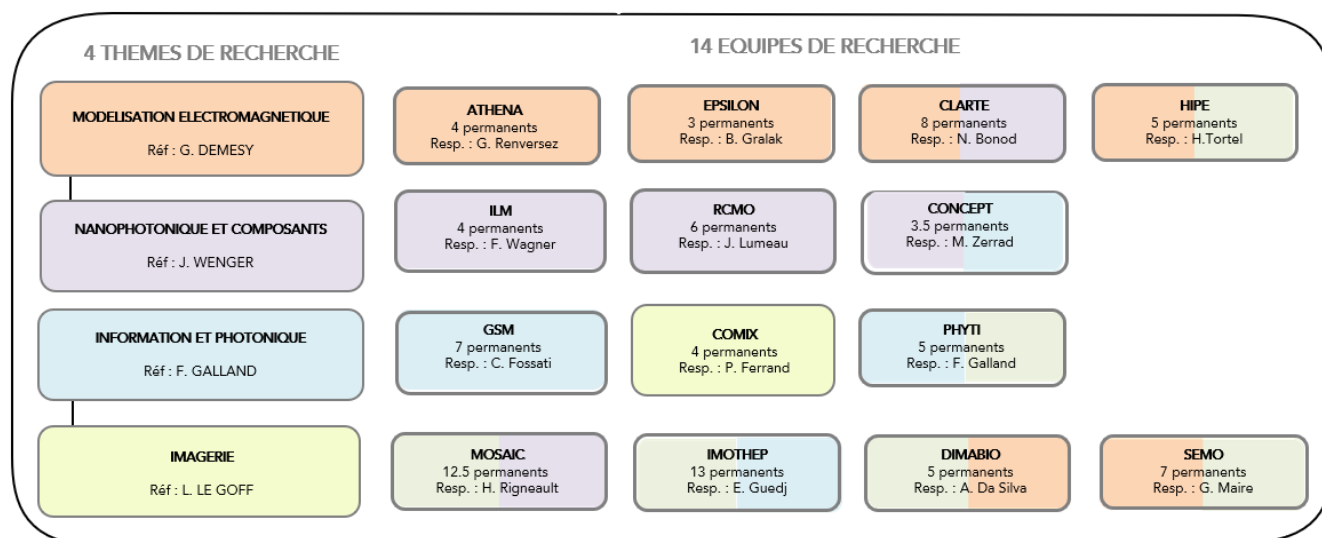 4 THEMES DE RECHERCHE
14 EQUIPES DE RECHERCHE
MODELISATION ELECTROMAGNETIQUE
Réf : G. DEMESY
ATHENA
4 permanents
Resp. : G. Renversez
EPSILON
3 permanents
Resp. : B. Gralak
CLARTE
8 permanents
Resp. : N. Bonod
HIPE
5 permanents
Resp. : H.Tortel
NANOPHOTONIQUE ET COMPOSANTS
Réf : J. WENGER
ILM
4 permanents
Resp. : F. Wagner
RCMO
6 permanents
Resp. : J. Lumeau
CONCEPT
3.5 permanents
Resp. : M. Zerrad
INFORMATION ET PHOTONIQUE
Réf : F. GALLAND
GSM
7 permanents
Resp. : C. Fossati
COMIX
4 permanents
Resp. : P. Ferrand
PHYTI
5 permanents
Resp. : F. Galland
IMAGERIE
Réf : L. LE GOFF
MOSAIC
12.5 permanents
Resp. : H. Rigneault
IMOTHEP
13 permanents
Resp. : E. Guedj
DIMABIO
5 permanents
Resp. : A. Da Silva
SEMO
7 permanents
Resp. : G. Maire